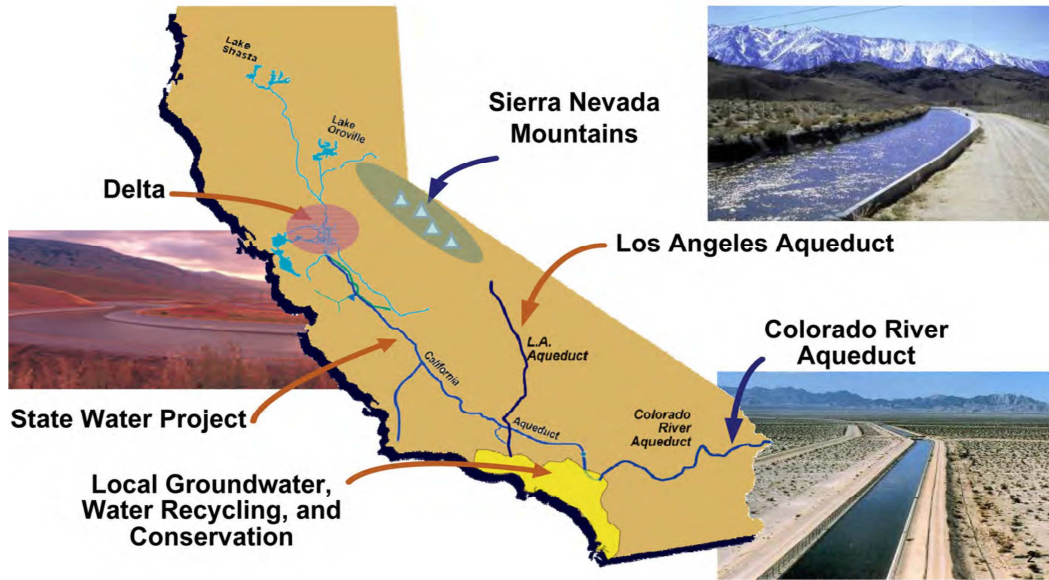 Lake
Shasta
Lake
Oroville
Sierra Nevada
Mountains
Delta
Los Angeles Aqueduct
L.A.
Aqueduct
Colorado River
Aqueduct
California
State Water Project
Aqueduct
Colorado
River
Aqueduct
Local Groundwater,
Water Recycling, and
Conservation